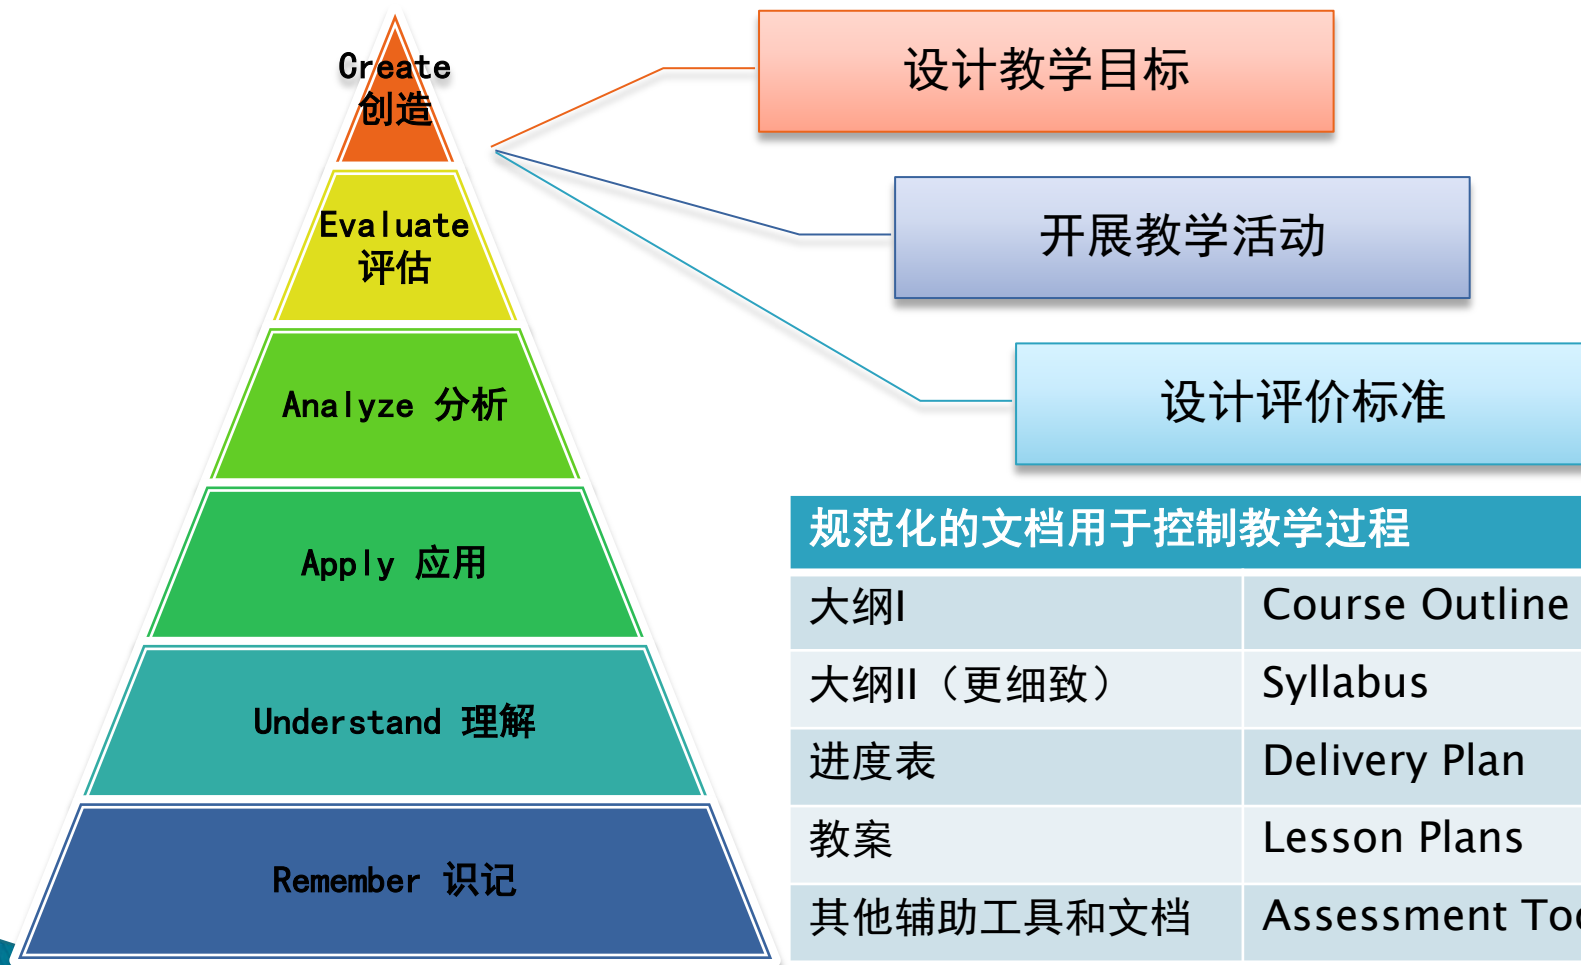 Create
创造
Evaluate
评估
Analyze 分析
Apply 应用
Understand 理解
Remember 识记
设计教学目标
开展教学活动
设计评价标准
规范化的文档用于控制教学过程
大纲I Course Outline
大纲II（更细致） Syllabus
进度表 Delivery Plan
教案 Lesson Plans
其他辅助工具和文档 Assessment